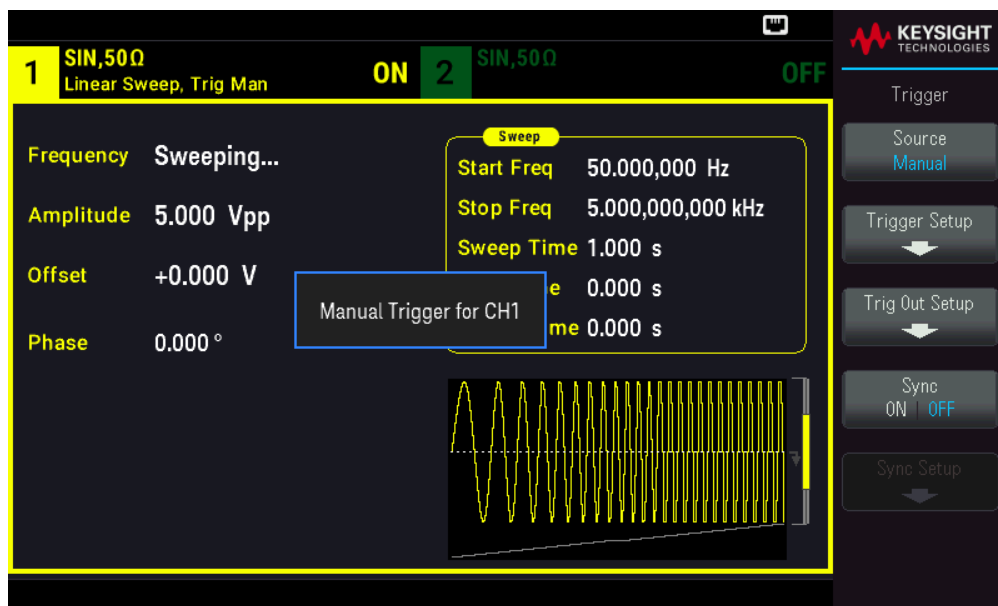 KEYSIGHT
TECHNOLOGIES
1
SIN,50Ω
Linear Sweep, Trig Man
ON
2
SIN,50Ω
OFF
Frequency Sweeping...
Amplitude 5.000 Vpp
Offset +0.000 V
Phase 0.000 °
Sweep
Start Freq 50.000,000 Hz
Stop Freq 5.000,000,000 kHz
Sweep Time 1.000 s
e 0.000 s
me 0.000 s
Manual Trigger for CH1
Trigger
Source
Manual
Trigger Setup
Trig Out Setup
Sync
ON | OFF
Sync Setup